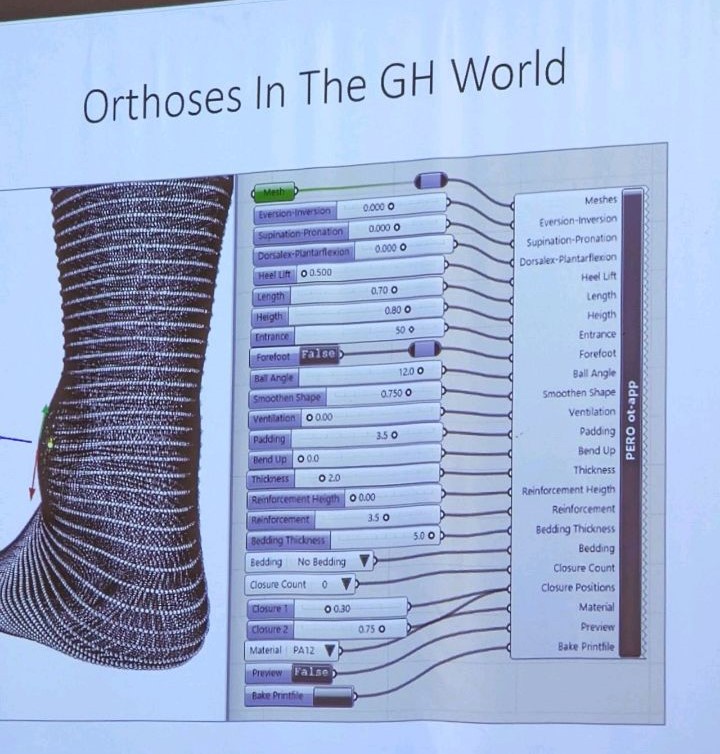 Orthoses In The GH World
Mesh
Eversion-Inversion 0.000
Supination-Pronation 0.000
Dorsalex-Plantarflexion 0.000
Heel Lift 0.500
Length 0.70
Heigth 0.80
Entrance 50
Forefoot False
Ball Angle 12.0
Smoothen Shape 0.750
Ventilation 0.00
Padding 3.5
Bend Up 0.0
Thickness 2.0
Reinforcement Heigth 0.00
Reinforcement 3.5
Bedding Thickness 5.0
Bedding No Bedding
Closure Count 0
Closure 1 0.30
Closure 2 0.75
Material PA12
Preview False
Bake Printfile
Meshes
Eversion-Inversion
Supination-Pronation
Dorsalex-Plantarflexion
Heel Lift
Length
Heigth
Entrance
Forefoot
Ball Angle
Smoothen Shape
Ventilation
Padding
Bend Up
Thickness
Reinforcement Heigth
Reinforcement
Bedding Thickness
Bedding
Closure Count
Closure Positions
Material
Preview
Bake Printfile
PERO ot-app